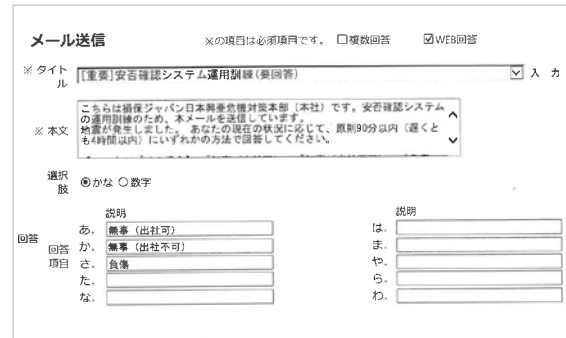 メール送信 ※の項目は必須項目です。 □複数回答 ☑WEB回答
※ タイトル [重要]安否確認システム運用訓練(要回答) 入 力
※ 本文
こちらは損保ジャパン日本興亜危機対策本部（本社）です。安否確認システム
の運用訓練のため、本メールを送信しています。
地震が発生しました。 あなたの現在の状況に応じて、原則90分以内（遅くと
も4時間以内）にいずれかの方法で回答してください。
選択肢 ◉かな ○数字
説明 説明
回答
回答項目
あ. 無事（出社可） は.
か. 無事（出社不可） ま.
さ. 負傷 や.
た. ら.
な. わ.